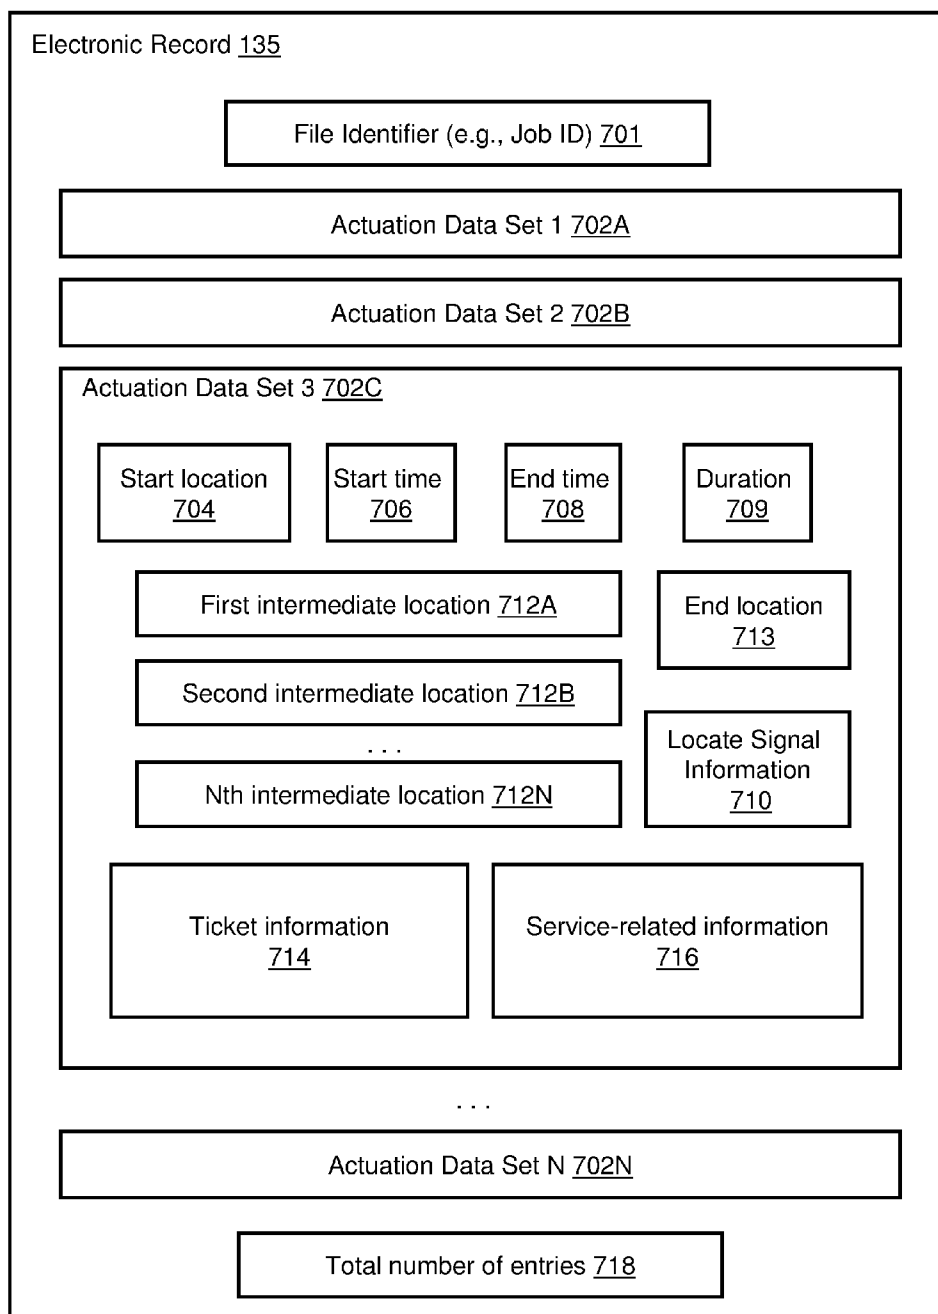 Electronic Record 135
File Identifier (e.g., Job ID) 701
Actuation Data Set 1 702A
Actuation Data Set 2 702B
Actuation Data Set 3 702C
Start location
704
Start time
706
End time
708
Duration
709
First intermediate location 712A
End location
713
Second intermediate location 712B
. . .
Nth intermediate location 712N
Locate Signal
Information
710
Ticket information
714
Service-related information
716
. . .
Actuation Data Set N 702N
Total number of entries 718